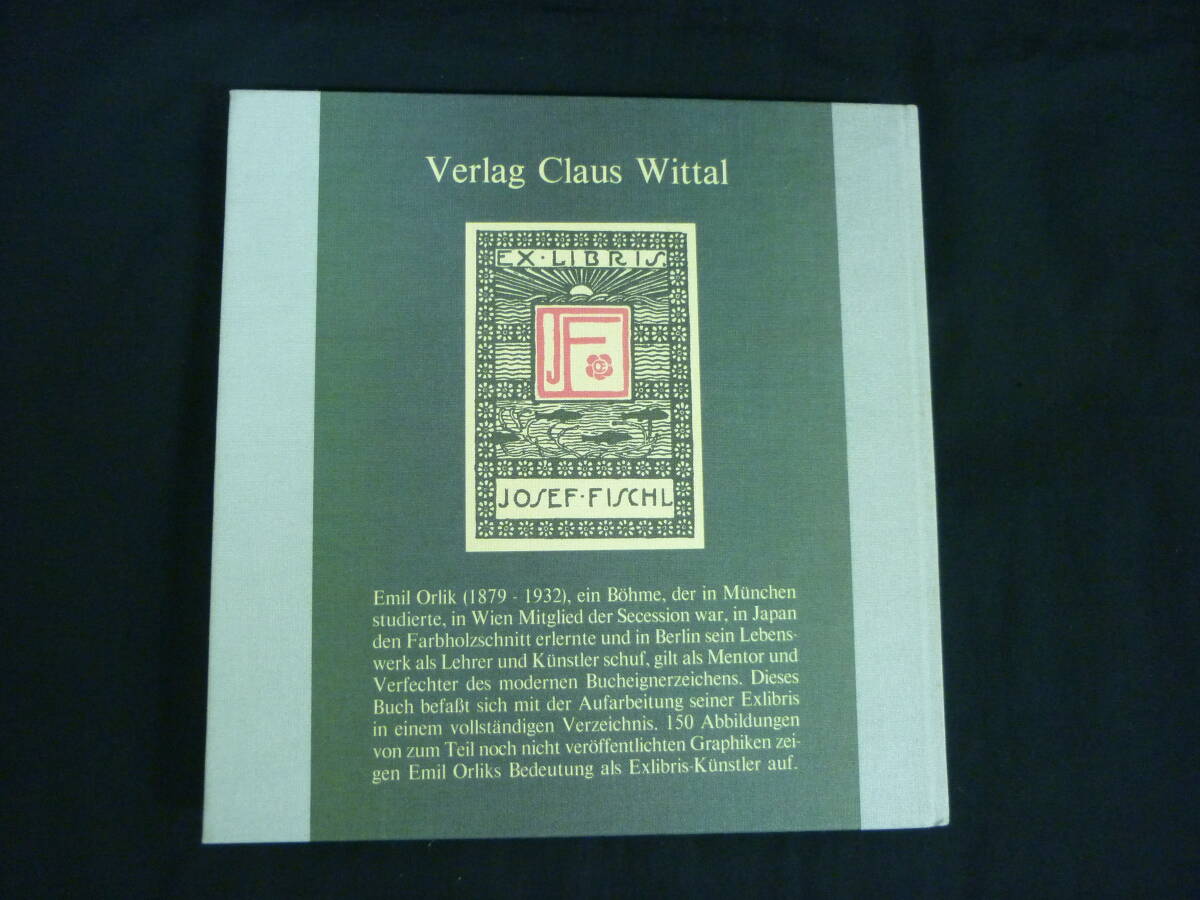 Verlag Claus Wittal
EX·LIBRIS
JF
JOSEF·FISCHL
Emil Orlik (1879 - 1932), ein Böhme, der in München
studierte, in Wien Mitglied der Secession war, in Japan
den Farbholzschnitt erlernte und in Berlin sein Lebens-
werk als Lehrer und Künstler schuf, gilt als Mentor und
Verfechter des modernen Bucheignerzeichens. Dieses
Buch befaßt sich mit der Aufarbeitung seiner Exlibris
in einem vollständigen Verzeichnis. 150 Abbildungen
von zum Teil noch nicht veröffentlichten Graphiken zei-
gen Emil Orliks Bedeutung als Exlibris-Künstler auf.